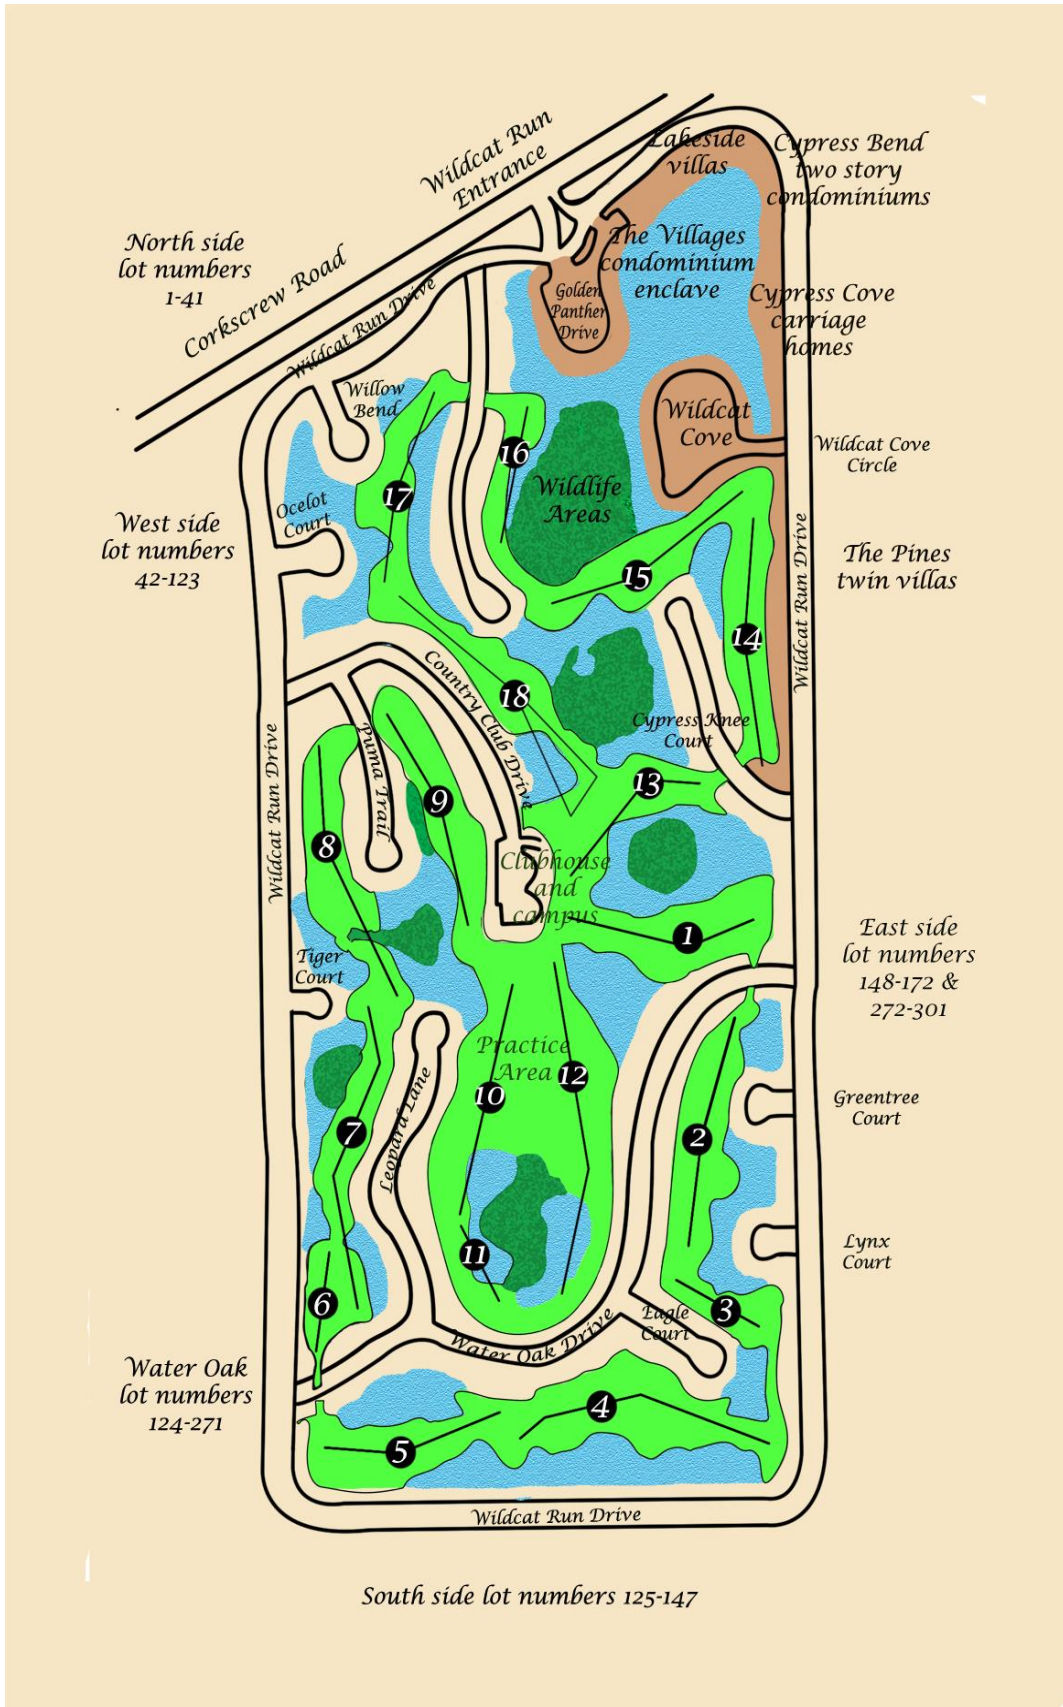 Wildcat Run
Entrance
Lakeside
villas
Cypress Bend
two story
condominiums
North side
lot numbers
1-41
Corkscrew Road
Wildcat Run Drive
The Villages
condominium
enclave
Golden
Panther
Drive
Cypress Cove
carriage
homes
Willow
Bend
Wildcat
Cove
Wildcat Cove
Circle
16
17
Wildlife
Areas
Ocelot
Court
West side
lot numbers
42-123
The Pines
twin villas
15
14
Wildcat Run Drive
18
Country Club Drive
Cypress Knee
Court
Puma Trail
13
9
8
Wildcat Run Drive
Clubhouse
and
campus
1
East side
lot numbers
148-172 &
272-301
Tiger
Court
Practice
Area
12
10
Leopard Lane
7
2
Greentree
Court
11
Lynx
Court
6
3
Eagle
Court
Water Oak Drive
Water Oak
lot numbers
124-271
4
5
Wildcat Run Drive
South side lot numbers 125-147